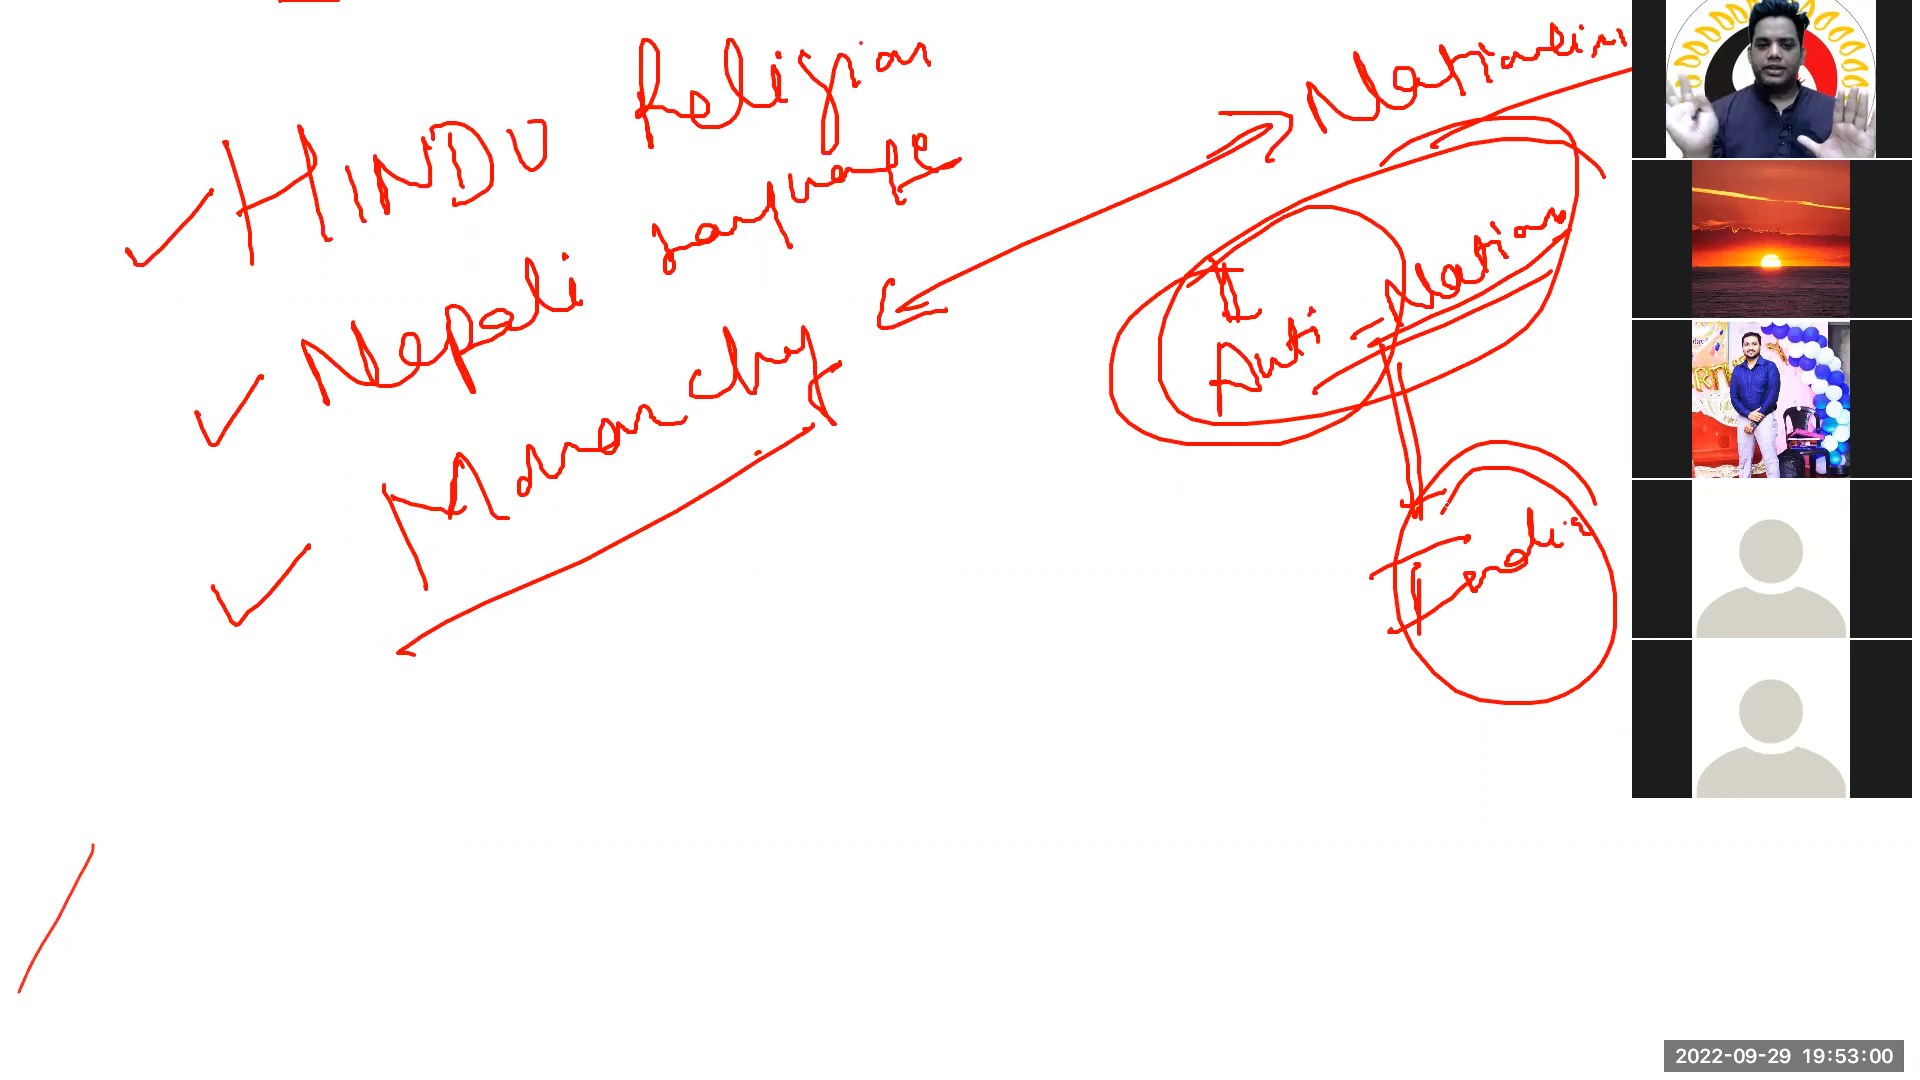 HINDU Religion
Nepali Language
Monarchy
Nationalism
Anti-Nation
India
2022-09-29 19:53:00